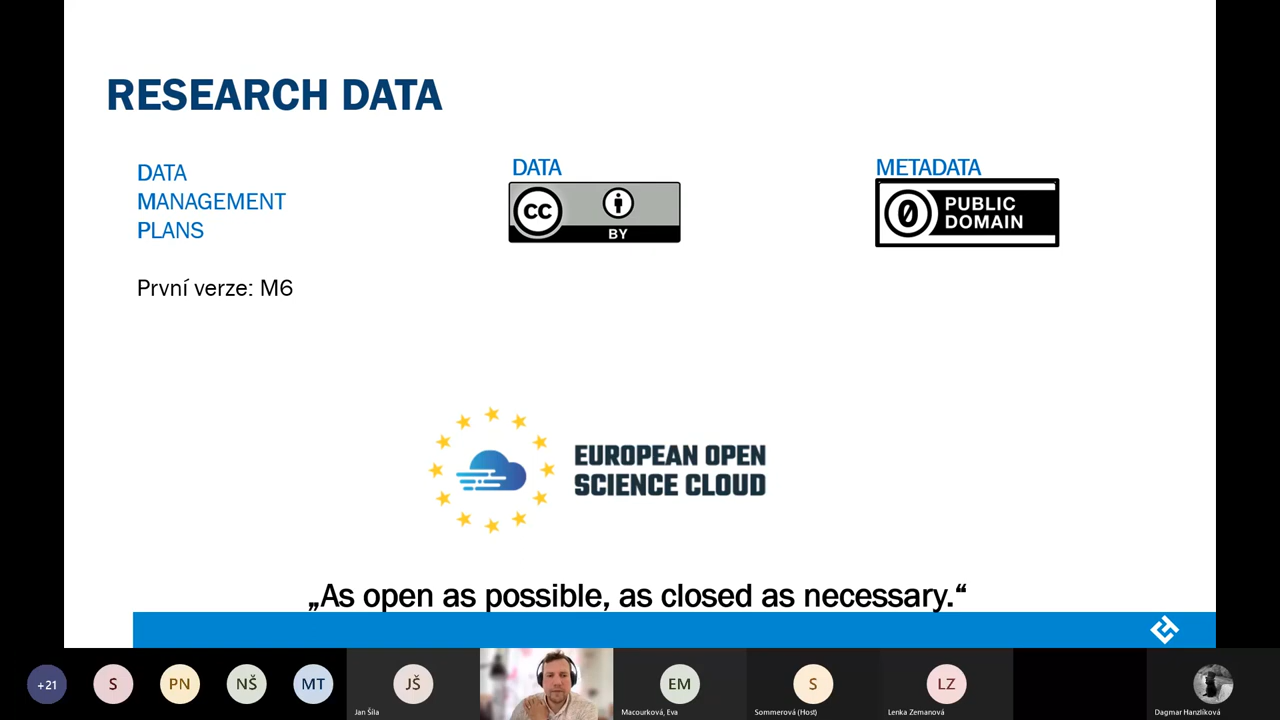 RESEARCH DATA
DATA
MANAGEMENT
PLANS
První verze: M6
DATA
CC
BY
METADATA
0
PUBLIC
DOMAIN
EUROPEAN OPEN
SCIENCE CLOUD
„As open as possible, as closed as necessary.“
+21
S
PN
NŠ
MT
JŠ
Jan Šíla
EM
Macourková, Eva
S
Sommerová (Host)
LZ
Lenka Zemanová
Dagmar Hanzlíková